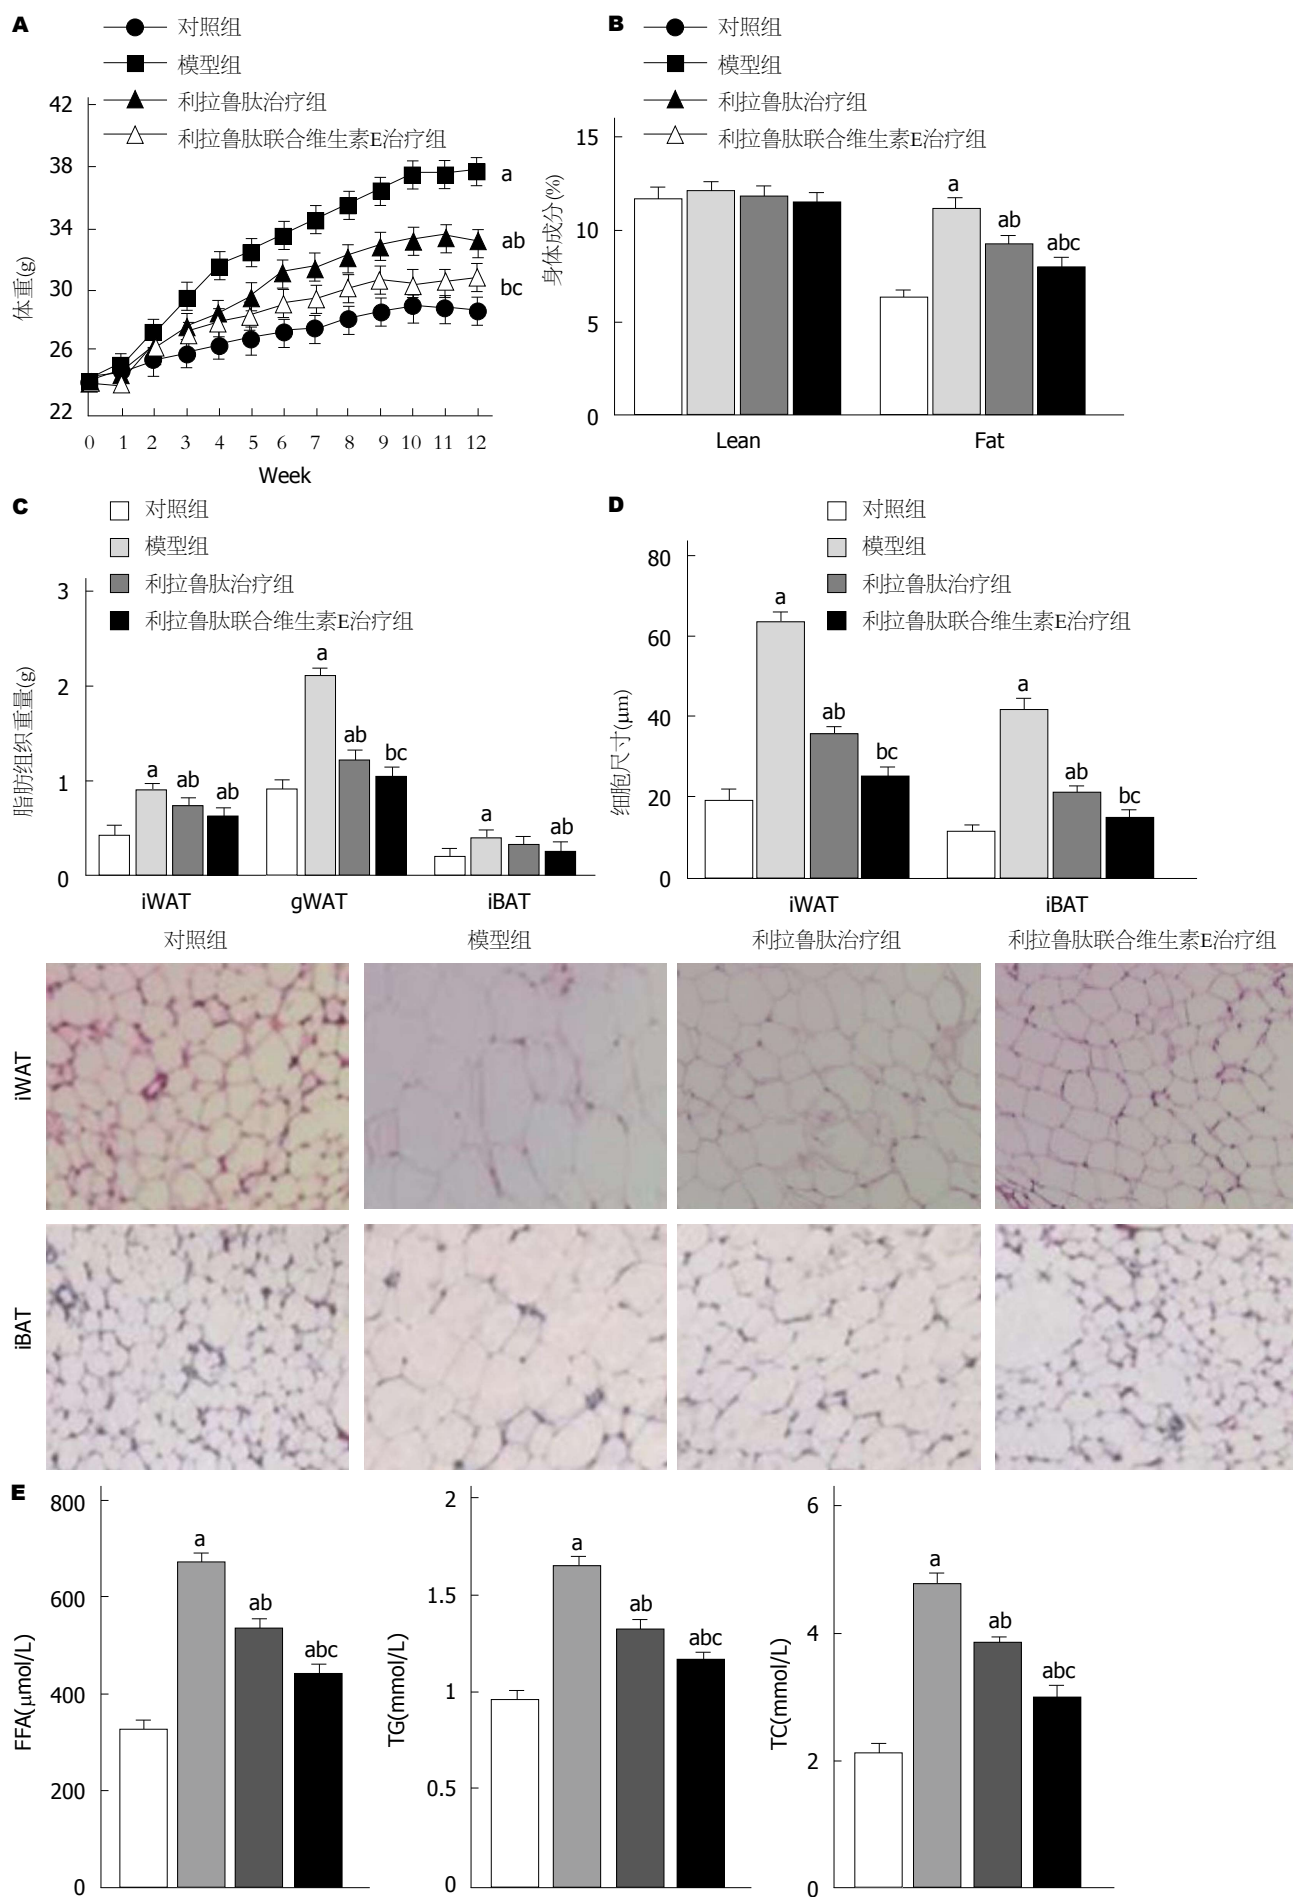 A
对照组
模型组
利拉鲁肽治疗组
利拉鲁肽联合维生素E治疗组
42
38
34
30
26
22
体重(g)
a
ab
bc
0 1 2 3 4 5 6 7 8 9 10 11 12
Week
B
对照组
模型组
利拉鲁肽治疗组
利拉鲁肽联合维生素E治疗组
15
10
5
0
身体成分(%)
a
ab
abc
Lean Fat
C
对照组
模型组
利拉鲁肽治疗组
利拉鲁肽联合维生素E治疗组
3
2
1
0
脂肪组织重量(g)
a ab ab
a ab bc
a ab
iWAT gWAT iBAT
D
对照组
模型组
利拉鲁肽治疗组
利拉鲁肽联合维生素E治疗组
80
60
40
20
0
细胞尺寸(μm)
a ab bc
a ab bc
iWAT iBAT
对照组 模型组 利拉鲁肽治疗组 利拉鲁肽联合维生素E治疗组
iWAT
iBAT
E
800
600
400
200
0
FFA(μmol/L)
a
ab
abc
2
1.5
1
0.5
0
TG(mmol/L)
a
ab
abc
6
4
2
0
TC(mmol/L)
a
ab
abc